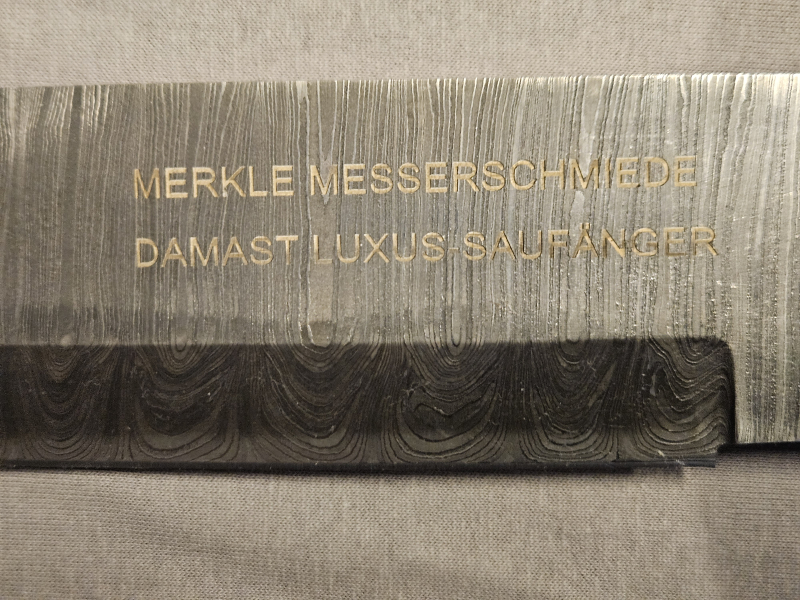 MERKLE MESSERSCHMIEDE
DAMAST LUXUS-SAUFÄNGER